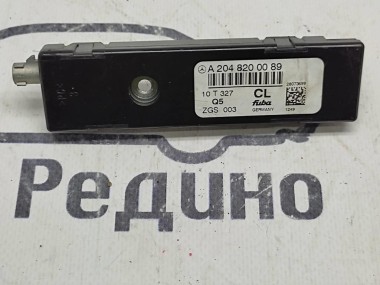 A 204 820 00 89
10 T 327 CL
Q5 fuba
ZGS 003 GERMANY
Редино